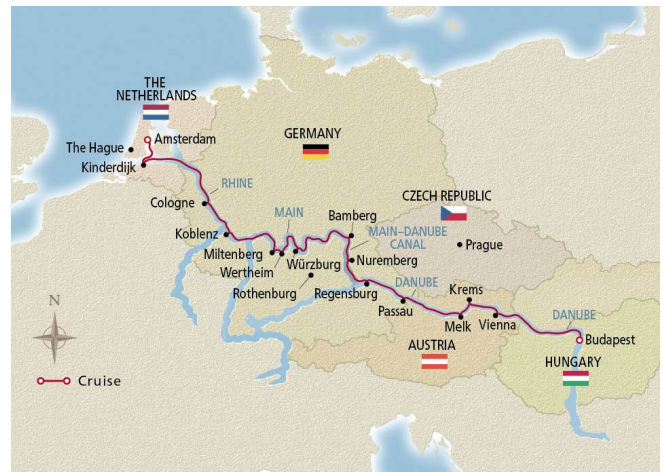 THE
NETHERLANDS
Amsterdam
The Hague
Kinderdijk
GERMANY
RHINE
Cologne
Koblenz
MAIN
Bamberg
CZECH REPUBLIC
MAIN–DANUBE
CANAL
Prague
Miltenberg
Wertheim
Würzburg
Nuremberg
Rothenburg
Regensburg
DANUBE
Krems
Passau
Melk
Vienna
DANUBE
Budapest
AUSTRIA
HUNGARY
N
Cruise